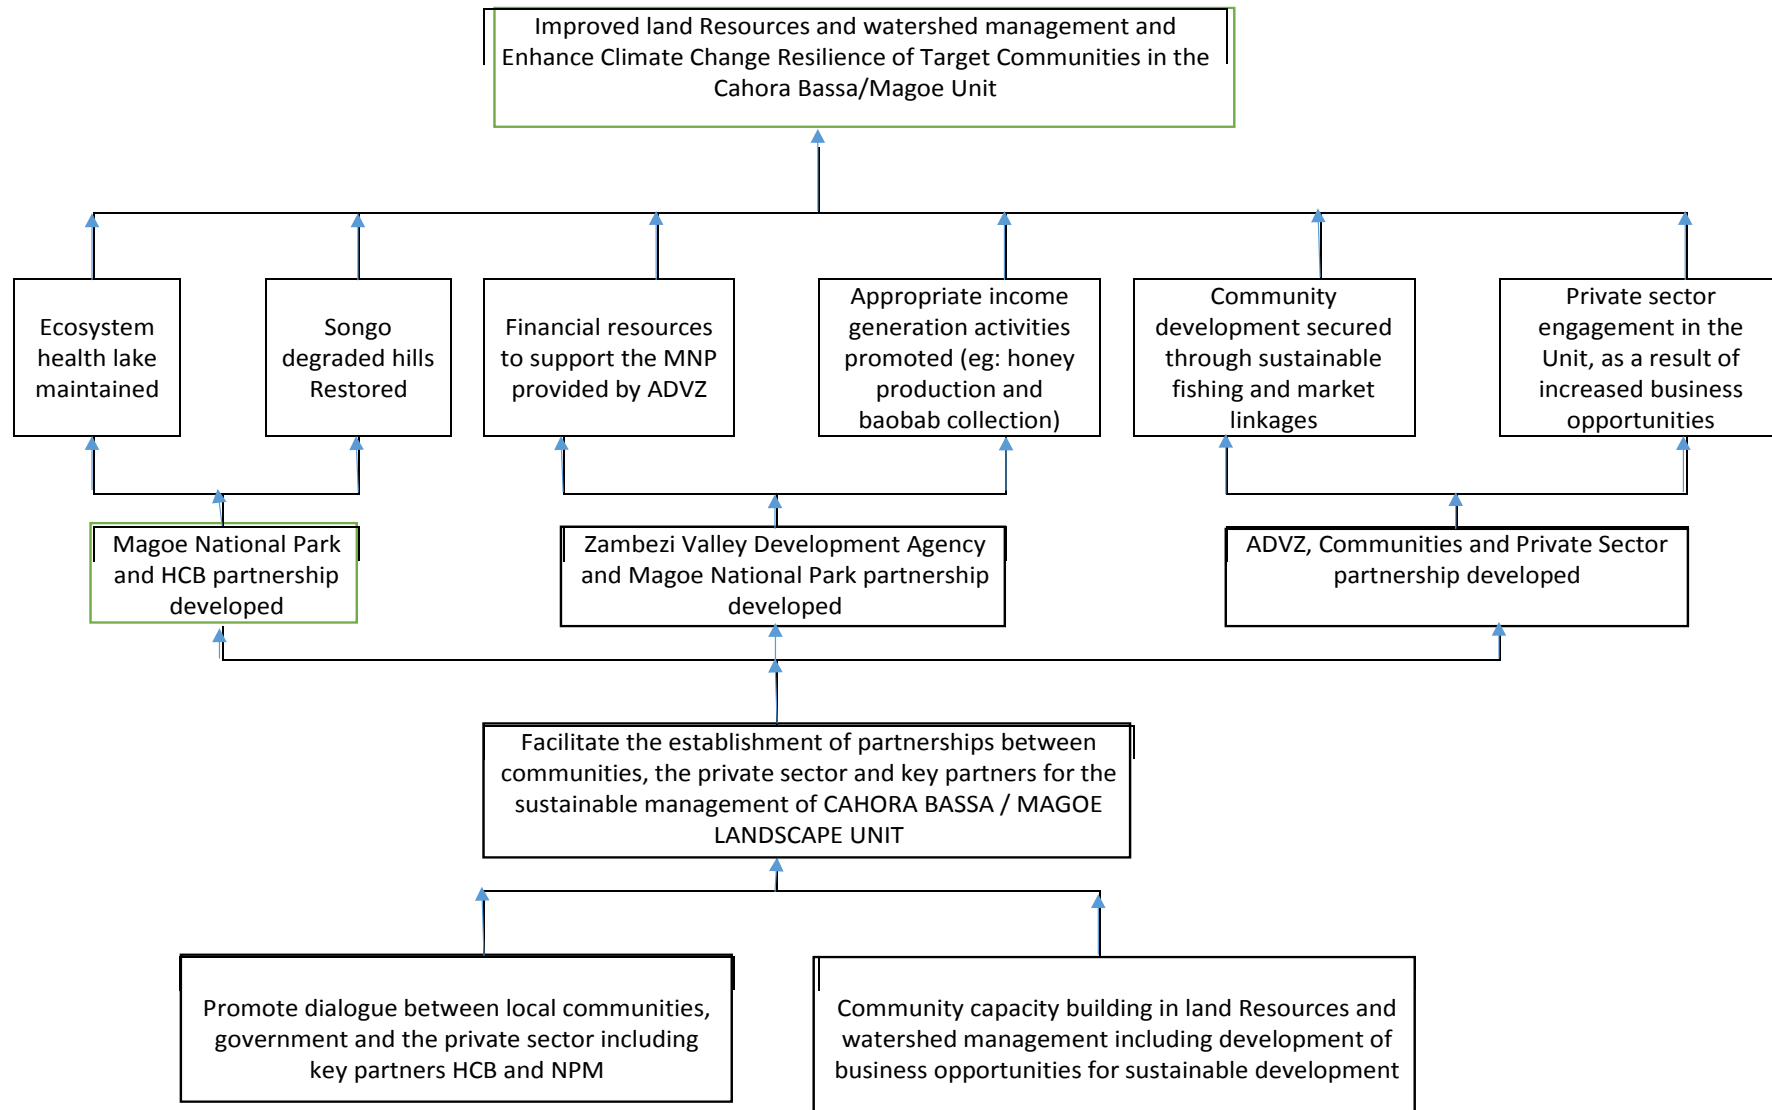 Improved land Resources and watershed management and
Enhance Climate Change Resilience of Target Communities in the
Cahora Bassa/Magoe Unit
Ecosystem
health lake
maintained
Songo
degraded hills
Restored
Financial resources
to support the MNP
provided by ADVZ
Appropriate income
generation activities
promoted (eg: honey
production and
baobab collection)
Community
development secured
through sustainable
fishing and market
linkages
Private sector
engagement in the
Unit, as a result of
increased business
opportunities
Magoe National Park
and HCB partnership
developed
Zambezi Valley Development Agency
and Magoe National Park partnership
developed
ADVZ, Communities and Private Sector
partnership developed
Facilitate the establishment of partnerships between
communities, the private sector and key partners for the
sustainable management of CAHORA BASSA / MAGOE
LANDSCAPE UNIT
Promote dialogue between local communities,
government and the private sector including
key partners HCB and NPM
Community capacity building in land Resources and
watershed management including development of
business opportunities for sustainable development